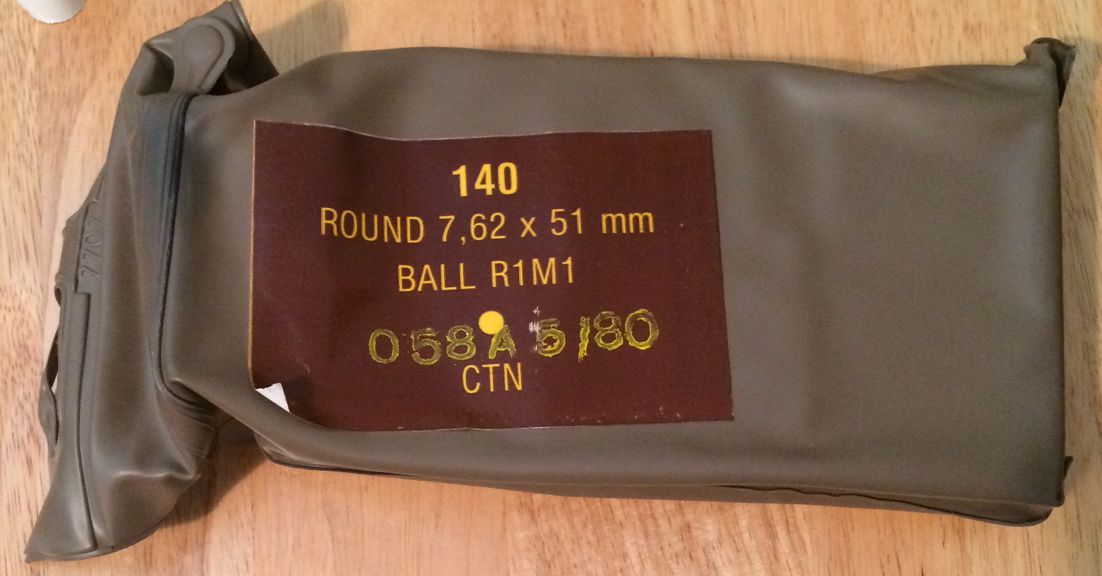 140
ROUND 7,62 x 51 mm
BALL R1M1
058A 5/80
CTN